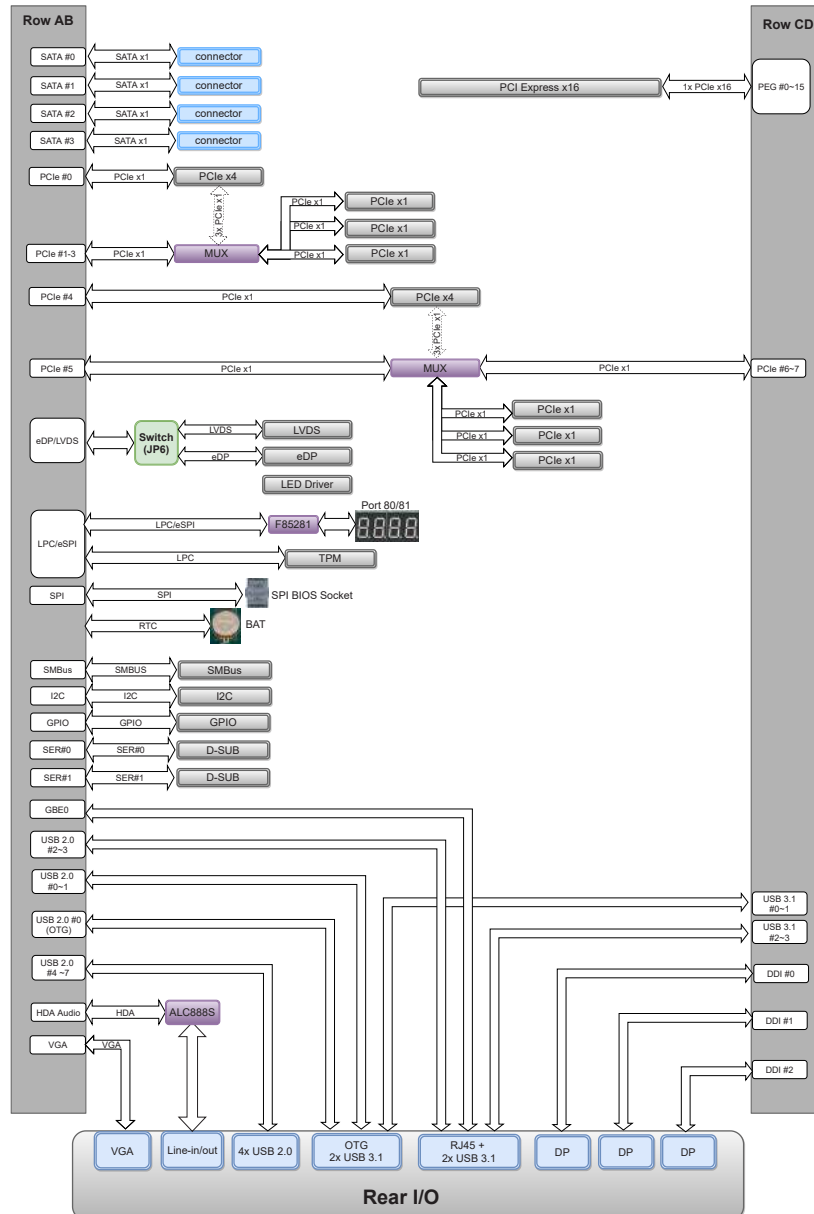 Row AB
Row CD
SATA #0
SATA x1
connector
SATA #1
SATA x1
connector
PCI Express x16
1x PCIe x16
PEG #0~15
SATA #2
SATA x1
connector
SATA #3
SATA x1
connector
PCIe #0
PCIe x1
PCIe x4
3x PCIe x1
PCIe x1
PCIe x1
PCIe x1
PCIe x1
PCIe #1-3
PCIe x1
MUX
PCIe x1
PCIe x1
PCIe #4
PCIe x1
PCIe x4
3x PCIe x1
PCIe #5
PCIe x1
MUX
PCIe x1
PCIe #6~7
PCIe x1
PCIe x1
PCIe x1
PCIe x1
PCIe x1
PCIe x1
eDP/LVDS
Switch
(JP6)
LVDS
LVDS
eDP
eDP
LED Driver
Port 80/81
LPC/eSPI
LPC/eSPI
F85281
LPC
TPM
SPI
SPI
SPI BIOS Socket
RTC
BAT
SMBus
SMBUS
SMBus
I2C
I2C
I2C
GPIO
GPIO
GPIO
SER#0
SER#0
D-SUB
SER#1
SER#1
D-SUB
GBE0
USB 2.0
#2~3
USB 2.0
#0~1
USB 3.1
#0~1
USB 2.0 #0
(OTG)
USB 3.1
#2~3
USB 2.0
#4 ~7
DDI #0
HDA Audio
HDA
ALC888S
DDI #1
VGA
VGA
DDI #2
VGA
Line-in/out
4x USB 2.0
OTG
2x USB 3.1
RJ45 +
2x USB 3.1
DP
DP
DP
Rear I/O